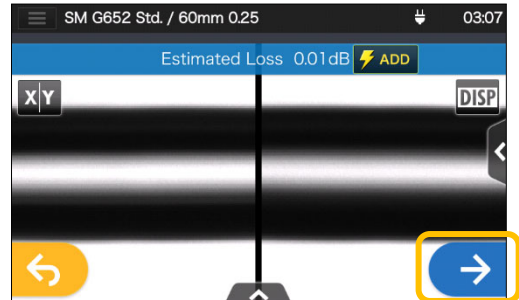 SM G652 Std. / 60mm 0.25 03:07
Estimated Loss 0.01dB ADD
X Y DISP